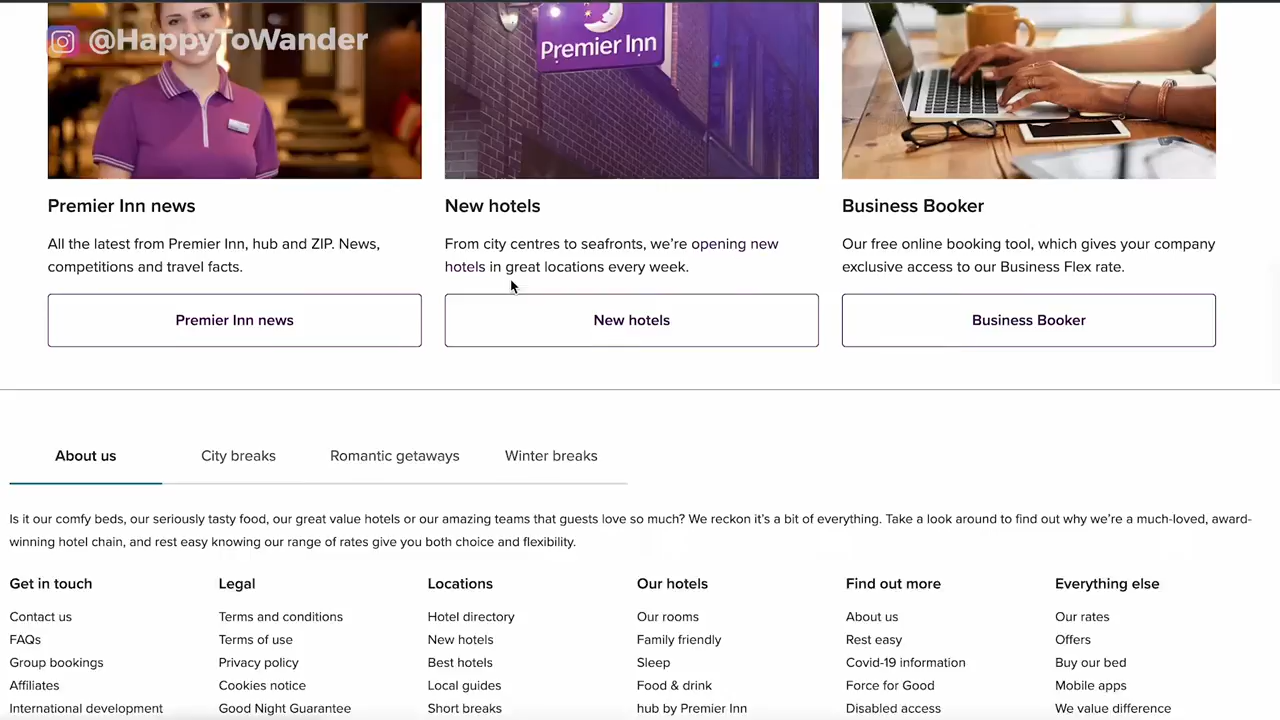 @HappyToWander
Premier Inn
Premier Inn news
All the latest from Premier Inn, hub and ZIP. News,
competitions and travel facts.
Premier Inn news
New hotels
From city centres to seafronts, we’re opening new
hotels in great locations every week.
New hotels
Business Booker
Our free online booking tool, which gives your company
exclusive access to our Business Flex rate.
Business Booker
About us
City breaks
Romantic getaways
Winter breaks
Is it our comfy beds, our seriously tasty food, our great value hotels or our amazing teams that guests love so much? We reckon it’s a bit of everything. Take a look around to find out why we’re a much-loved, award-
winning hotel chain, and rest easy knowing our range of rates give you both choice and flexibility.
Get in touch
Contact us
FAQs
Group bookings
Affiliates
International development
Legal
Terms and conditions
Terms of use
Privacy policy
Cookies notice
Good Night Guarantee
Locations
Hotel directory
New hotels
Best hotels
Local guides
Short breaks
Our hotels
Our rooms
Family friendly
Sleep
Food & drink
hub by Premier Inn
Find out more
About us
Rest easy
Covid-19 information
Force for Good
Disabled access
Everything else
Our rates
Offers
Buy our bed
Mobile apps
We value difference